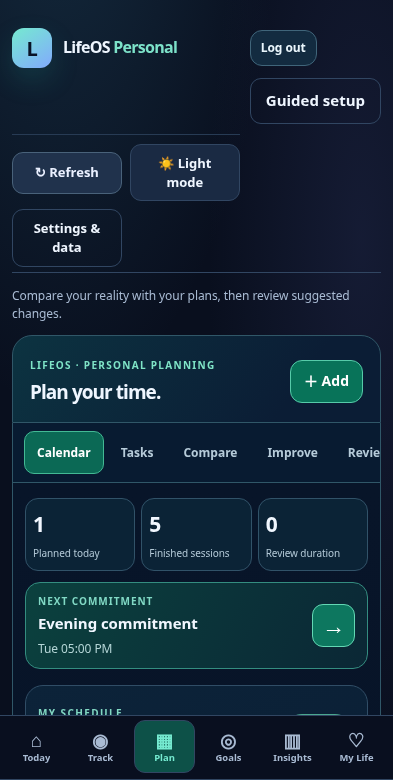 L LifeOS Personal
Log out
Guided setup
↻ Refresh
☀️ Light
mode
Settings &
data
Compare your reality with your plans, then review suggested
changes.
LIFEOS · PERSONAL PLANNING
Plan your time.
+ Add
Calendar Tasks Compare Improve Revie
1
Planned today
5
Finished sessions
0
Review duration
NEXT COMMITMENT
Evening commitment
Tue 05:00 PM
→
MY SCHEDULE
Today Track Plan Goals Insights My Life